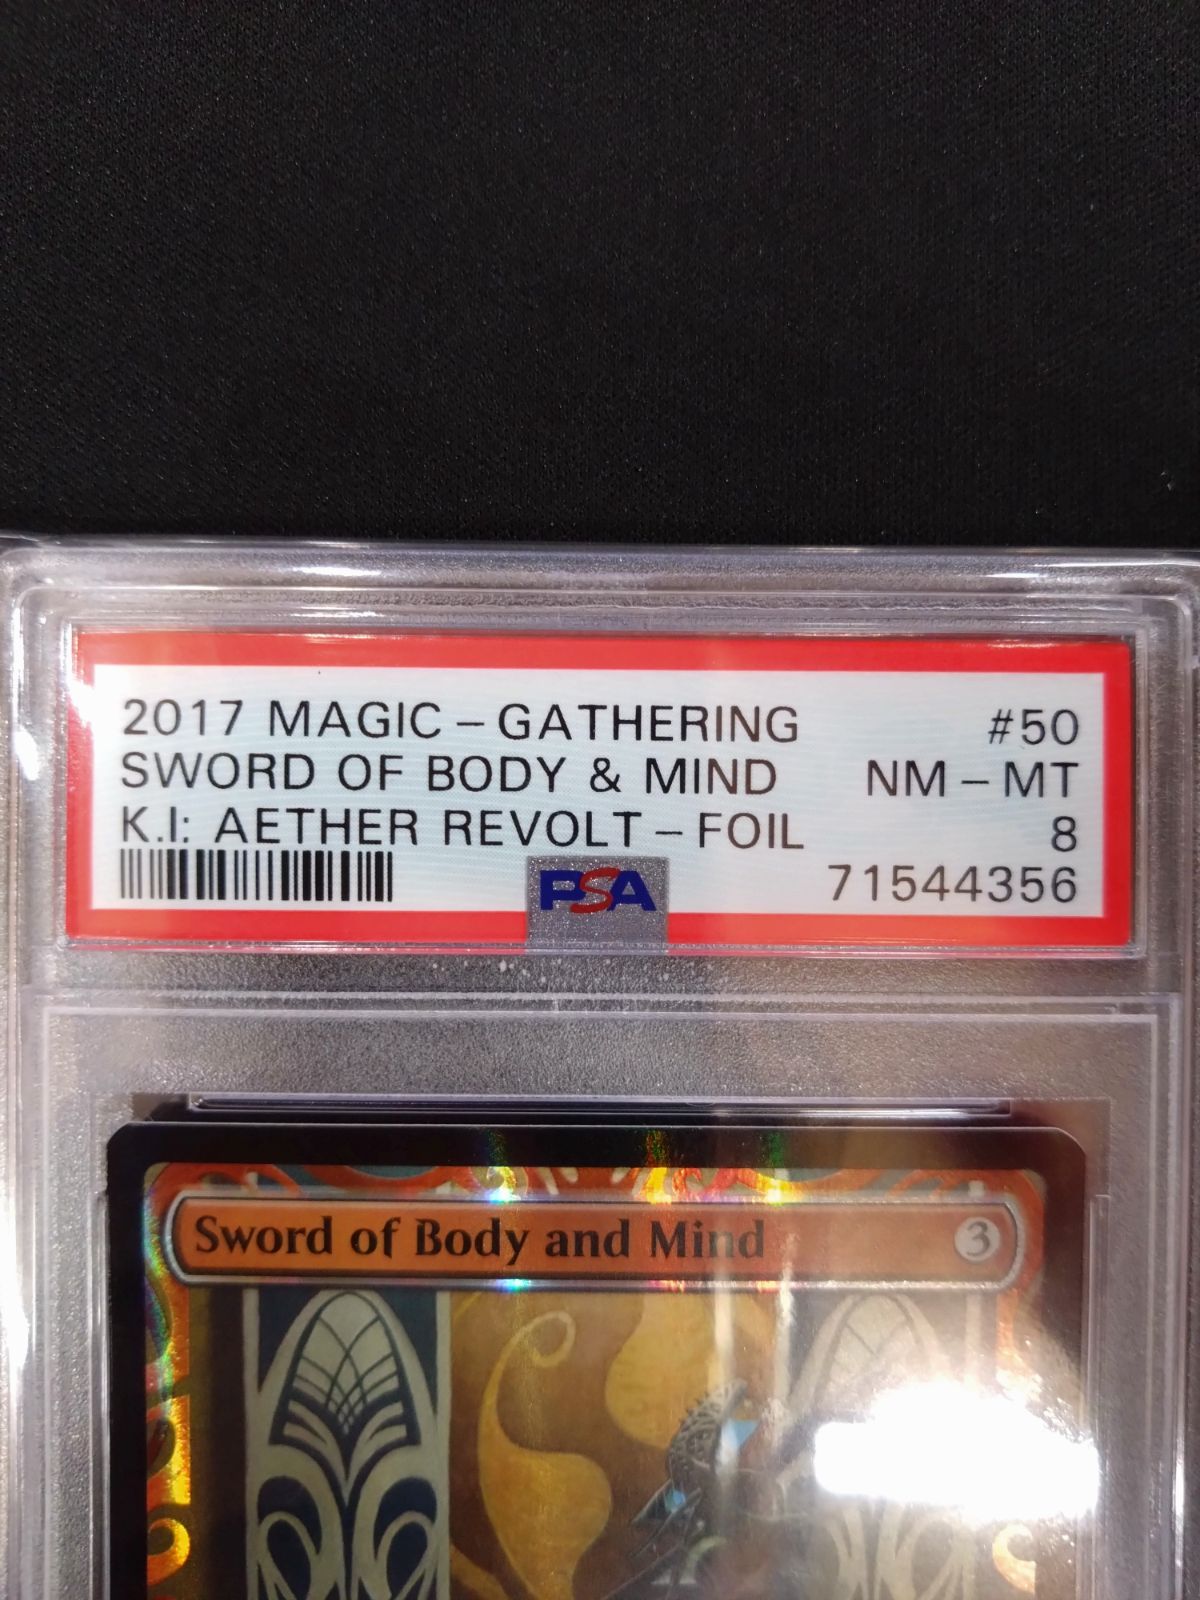 2017 MAGIC – GATHERING #50
SWORD OF BODY & MIND NM – MT
K.I: AETHER REVOLT – FOIL 8
PSA 71544356
Sword of Body and Mind 3